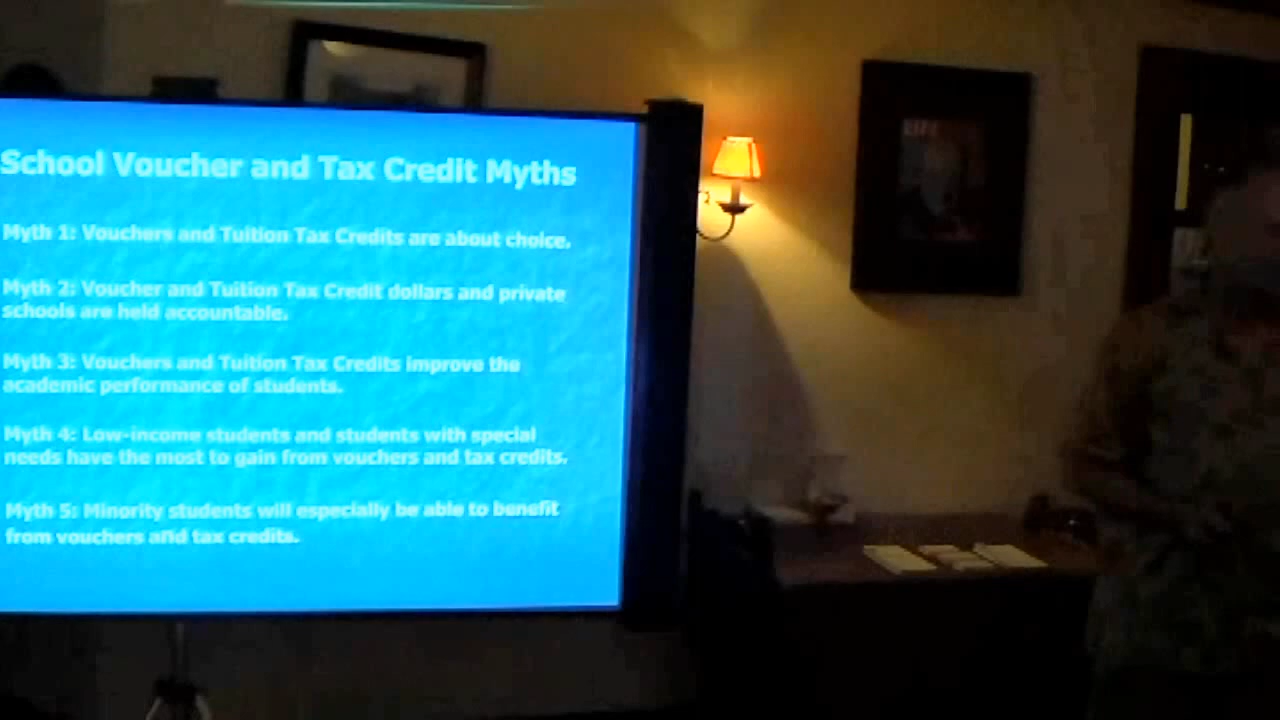 School Voucher and Tax Credit Myths
Myth 1: Vouchers and Tuition Tax Credits are about choice.
Myth 2: Voucher and Tuition Tax Credit dollars and private
schools are held accountable.
Myth 3: Vouchers and Tuition Tax Credits improve the
academic performance of students.
Myth 4: Low-income students and students with special
needs have the most to gain from vouchers and tax credits.
Myth 5: Minority students will especially be able to benefit
from vouchers and tax credits.